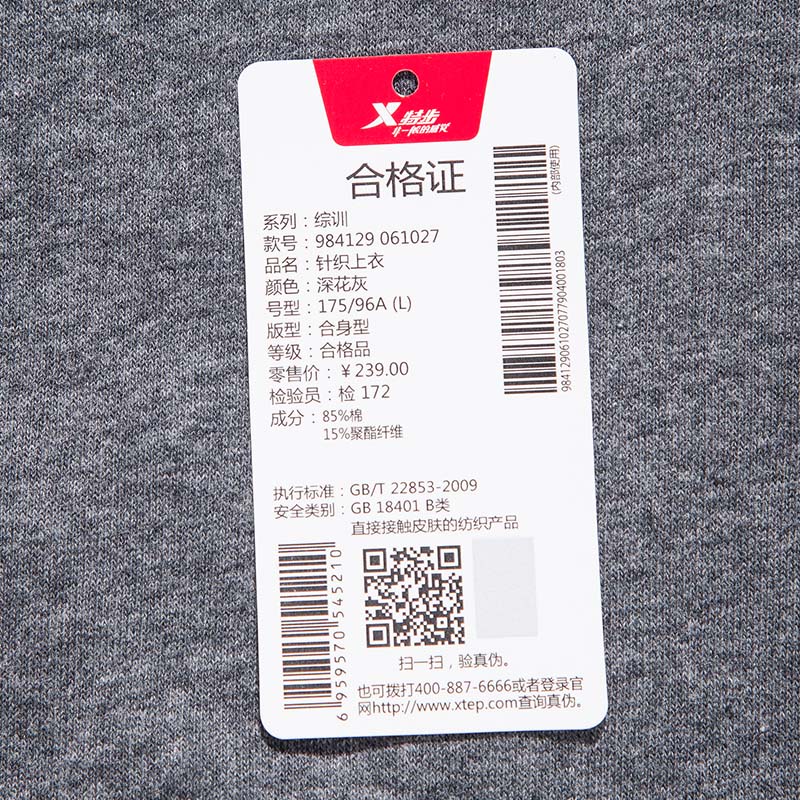 X 特步
非一般的感觉
合格证
(内部使用)
系列：综训
款号：984129 061027
品名：针织上衣
颜色：深花灰
号型：175/96A (L)
版型：合身型
等级：合格品
零售价：￥239.00
检验员：检 172
成分：85%棉
15%聚酯纤维
98412906102707904001803
执行标准：GB/T 22853-2009
安全类别：GB 18401 B类
直接接触皮肤的纺织产品
6 959570 545210
扫一扫，验真伪。
也可拨打400-887-6666或者登录官
网http://www.xtep.com查询真伪。